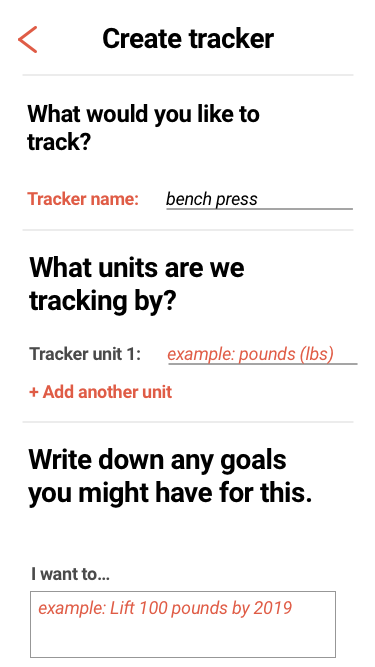 Create tracker
What would you like to
track?
Tracker name: bench press
What units are we
tracking by?
Tracker unit 1: example: pounds (lbs)
+ Add another unit
Write down any goals
you might have for this.
I want to...
example: Lift 100 pounds by 2019